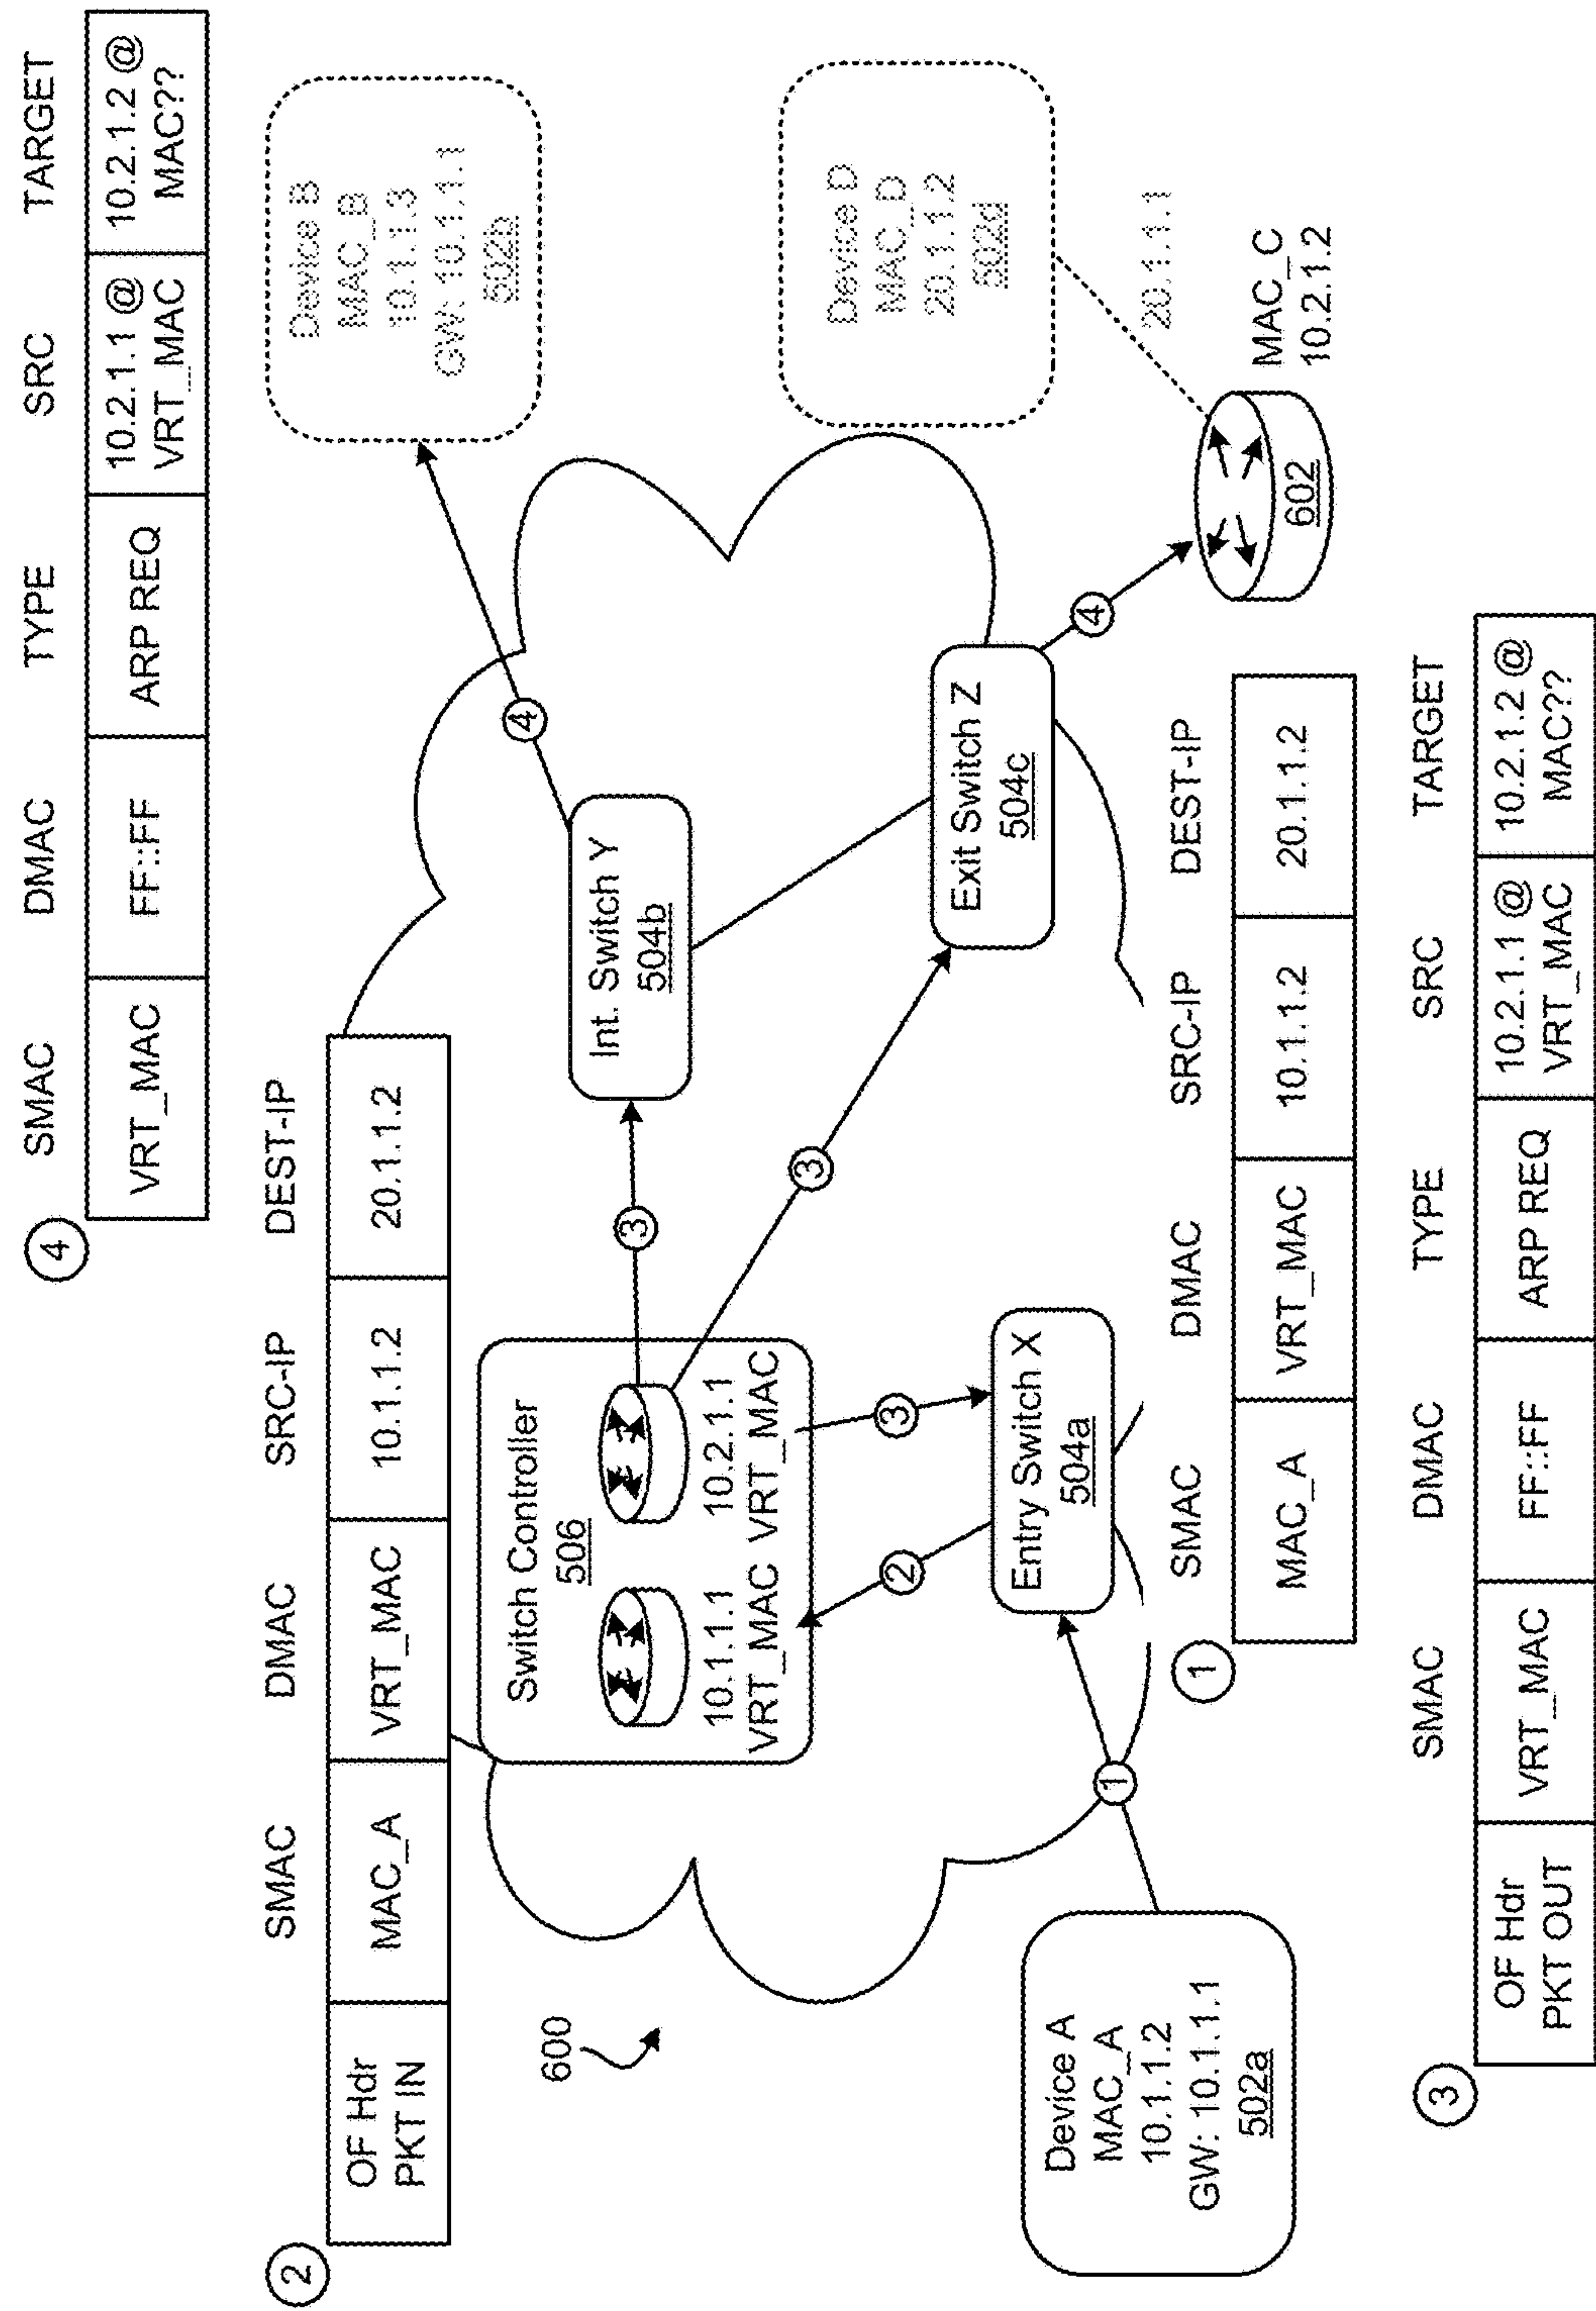 4
SMAC DMAC TYPE SRC TARGET
VRT_MAC FF::FF ARP REQ 10.2.1.1 @ 10.2.1.2 @
VRT_MAC MAC??
2
SMAC DMAC SRC-IP DEST-IP
OF Hdr MAC_A VRT_MAC 10.1.1.2 20.1.1.2
PKT IN
Device B
MAC_B
10.1.1.3
GW: 10.1.1.1
502b
Switch Controller
506
10.1.1.1 10.2.1.1
VRT_MAC VRT_MAC
3
4
Int. Switch Y
504b
600
2
3
3
Device D
MAC_D
20.1.1.2
502d
Exit Switch Z
504c
Entry Switch X
504a
Device A
MAC_A
10.1.1.2
GW: 10.1.1.1
502a
1
4
20.1.1.1
602
MAC_C
10.2.1.2
1
SMAC DMAC SRC-IP DEST-IP
MAC_A VRT_MAC 10.1.1.2 20.1.1.2
3
SMAC DMAC TYPE SRC TARGET
OF Hdr VRT_MAC FF::FF ARP REQ 10.2.1.1 @ 10.2.1.2 @
PKT OUT VRT_MAC MAC??